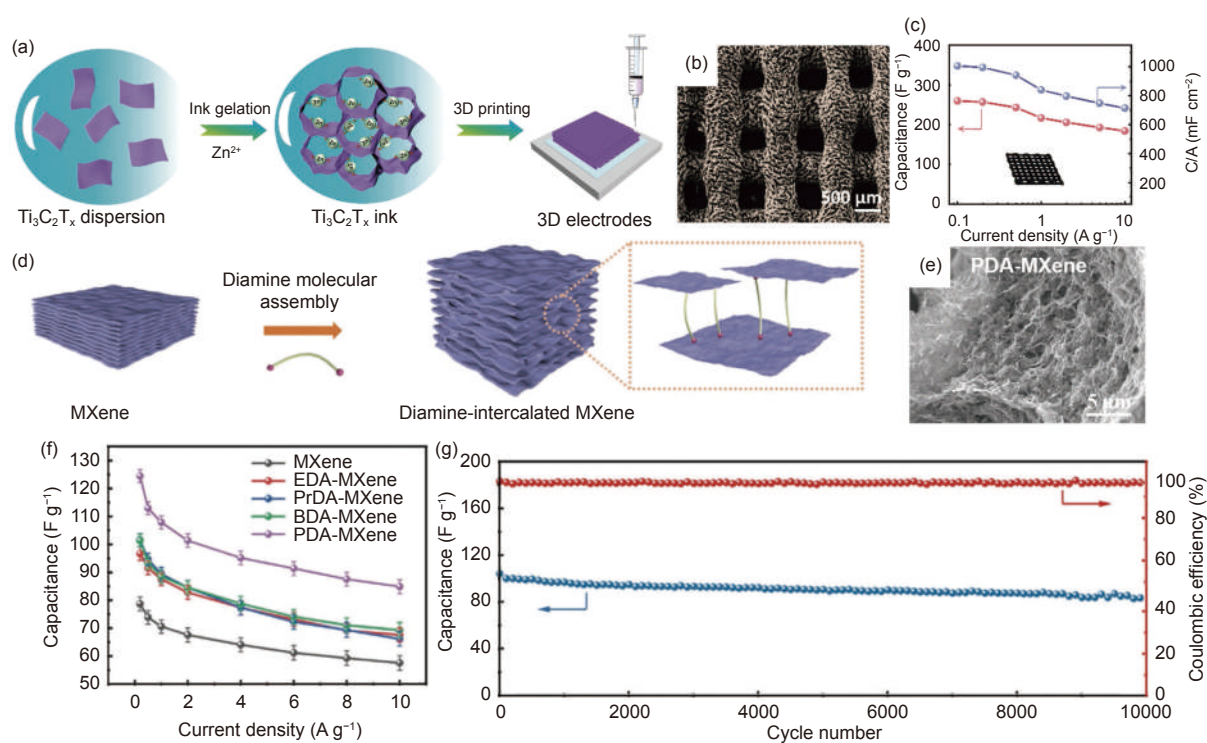 (a)
Ink gelation
Zn²⁺
3D printing
Ti₃C₂Tₓ dispersion
Ti₃C₂Tₓ ink
3D electrodes
(b)
500 μm
(c)
Capacitance (F g⁻¹)
400
350
300
250
200
150
100
0
1000
800
600
400
200
C/A (mF cm⁻²)
0.1
1
10
Current density (A g⁻¹)
(d)
Diamine molecular
assembly
MXene
Diamine-intercalated MXene
(e)
PDA-MXene
5 μm
(f)
Capacitance (F g⁻¹)
130
120
110
100
90
80
70
60
50
MXene
EDA-MXene
PrDA-MXene
BDA-MXene
PDA-MXene
0
2
4
6
8
10
Current density (A g⁻¹)
(g)
Capacitance (F g⁻¹)
200
160
120
80
40
0
100
80
60
40
20
0
Coulombic efficiency (%)
0
2000
4000
6000
8000
10000
Cycle number